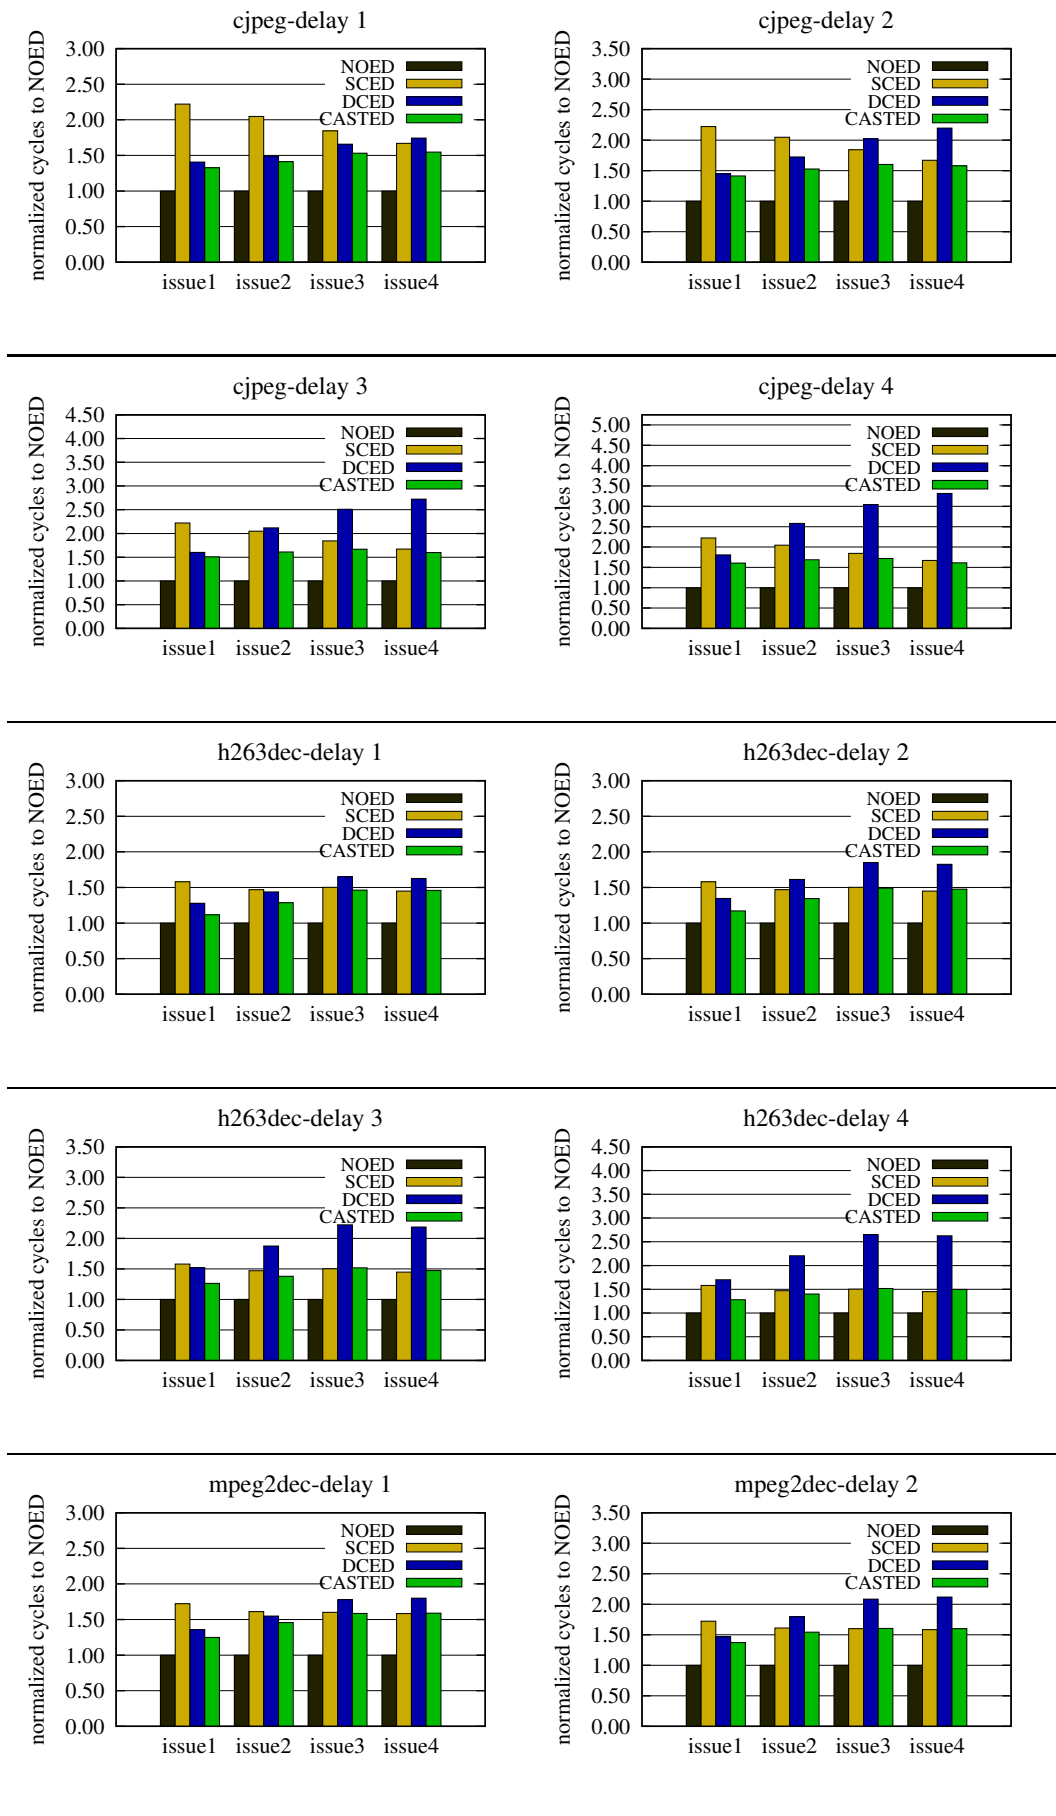 cjpeg-delay 1
normalized cycles to NOED
3.00
2.50
2.00
1.50
1.00
0.50
0.00
NOED
SCED
DCED
CASTED
issue1 issue2 issue3 issue4
cjpeg-delay 2
normalized cycles to NOED
3.50
3.00
2.50
2.00
1.50
1.00
0.50
0.00
NOED
SCED
DCED
CASTED
issue1 issue2 issue3 issue4
cjpeg-delay 3
normalized cycles to NOED
4.50
4.00
3.50
3.00
2.50
2.00
1.50
1.00
0.50
0.00
NOED
SCED
DCED
CASTED
issue1 issue2 issue3 issue4
cjpeg-delay 4
normalized cycles to NOED
5.00
4.50
4.00
3.50
3.00
2.50
2.00
1.50
1.00
0.50
0.00
NOED
SCED
DCED
CASTED
issue1 issue2 issue3 issue4
h263dec-delay 1
normalized cycles to NOED
3.00
2.50
2.00
1.50
1.00
0.50
0.00
NOED
SCED
DCED
CASTED
issue1 issue2 issue3 issue4
h263dec-delay 2
normalized cycles to NOED
3.00
2.50
2.00
1.50
1.00
0.50
0.00
NOED
SCED
DCED
CASTED
issue1 issue2 issue3 issue4
h263dec-delay 3
normalized cycles to NOED
3.50
3.00
2.50
2.00
1.50
1.00
0.50
0.00
NOED
SCED
DCED
CASTED
issue1 issue2 issue3 issue4
h263dec-delay 4
normalized cycles to NOED
4.50
4.00
3.50
3.00
2.50
2.00
1.50
1.00
0.50
0.00
NOED
SCED
DCED
CASTED
issue1 issue2 issue3 issue4
mpeg2dec-delay 1
normalized cycles to NOED
3.00
2.50
2.00
1.50
1.00
0.50
0.00
NOED
SCED
DCED
CASTED
issue1 issue2 issue3 issue4
mpeg2dec-delay 2
normalized cycles to NOED
3.50
3.00
2.50
2.00
1.50
1.00
0.50
0.00
NOED
SCED
DCED
CASTED
issue1 issue2 issue3 issue4